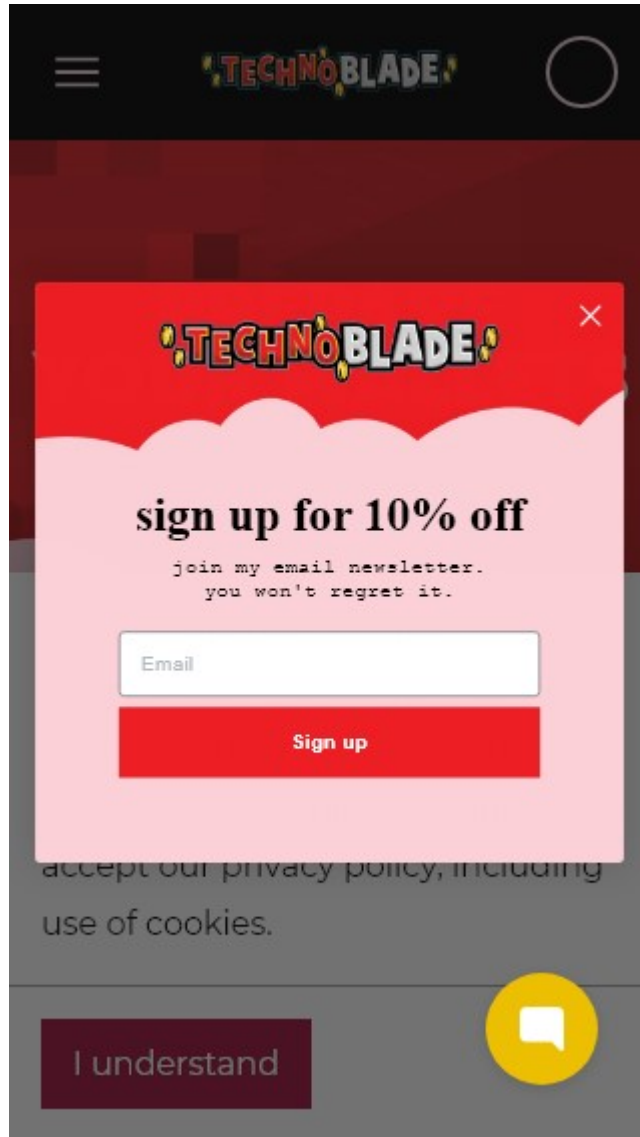 TECHNOBLADE
TECHNOBLADE
sign up for 10% off
join my email newsletter.
you won't regret it.
Email
Sign up
accept our privacy policy, including
use of cookies.
I understand